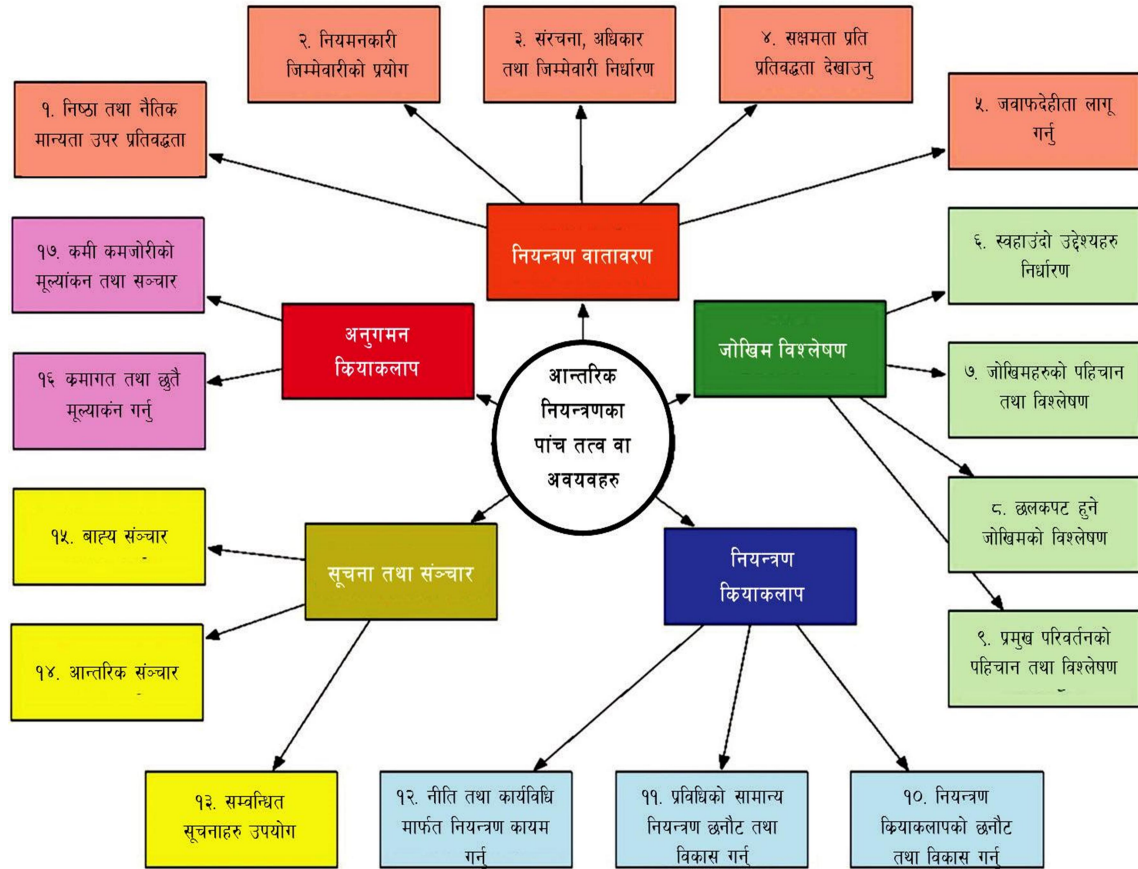 २. नियमनकारी
जिम्मेवारीको प्रयोग
३. संरचना, अधिकार
तथा जिम्मेवारी निर्धारण
४. सक्षमता प्रति
प्रतिवद्धता देखाउनु
१. निष्ठा तथा नैतिक
मान्यता उपर प्रतिवद्धता
५. जवाफदेहीता लागू
गर्नु
नियन्त्रण वातावरण
१७. कमी कमजोरीको
मूल्यांकन तथा सञ्चार
६. स्वहाउंदो उद्देश्यहरु
निर्धारण
अनुगमन
कियाकलाप
जोखिम विश्लेषण
१६ कमागत तथा छुतै
मूल्याकंन गर्नु
७. जोखिमहरुको पहिचान
तथा विश्लेषण
आन्तरिक
नियन्त्रणका
पांच तत्व वा
अवयवहरु
१५. बाह्य संञ्चार
८. छलकपट हुने
जोखिमको विश्लेषण
सूचना तथा संञ्चार
नियन्त्रण
कियाकलाप
१४. आन्तरिक संञ्चार
९. प्रमुख परिवर्तनको
पहिचान तथा विश्लेषण
१३. सम्वन्धित
सूचनाहरु उपयोग
१२. नीति तथा कार्यविधि
मार्फत नियन्त्रण कायम
गर्नु
११. प्रविधिको सामान्य
नियन्त्रण छनौट तथा
विकास गर्नु
१०. नियन्त्रण
कियाकलापको छनौट
तथा विकास गर्नु